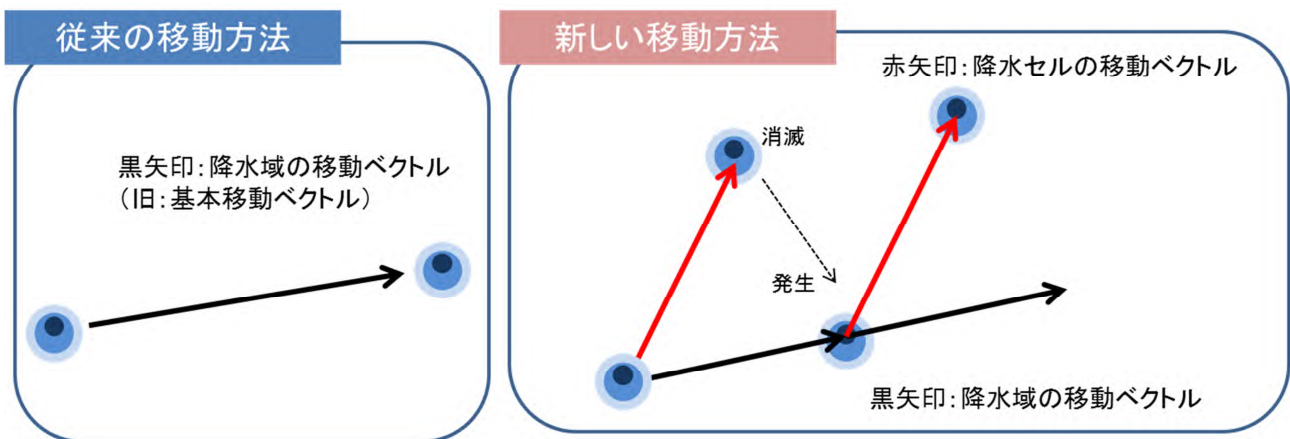 従来の移動方法
黒矢印：降水域の移動ベクトル
（旧：基本移動ベクトル）
新しい移動方法
赤矢印：降水セルの移動ベクトル
消滅
発生
黒矢印：降水域の移動ベクトル